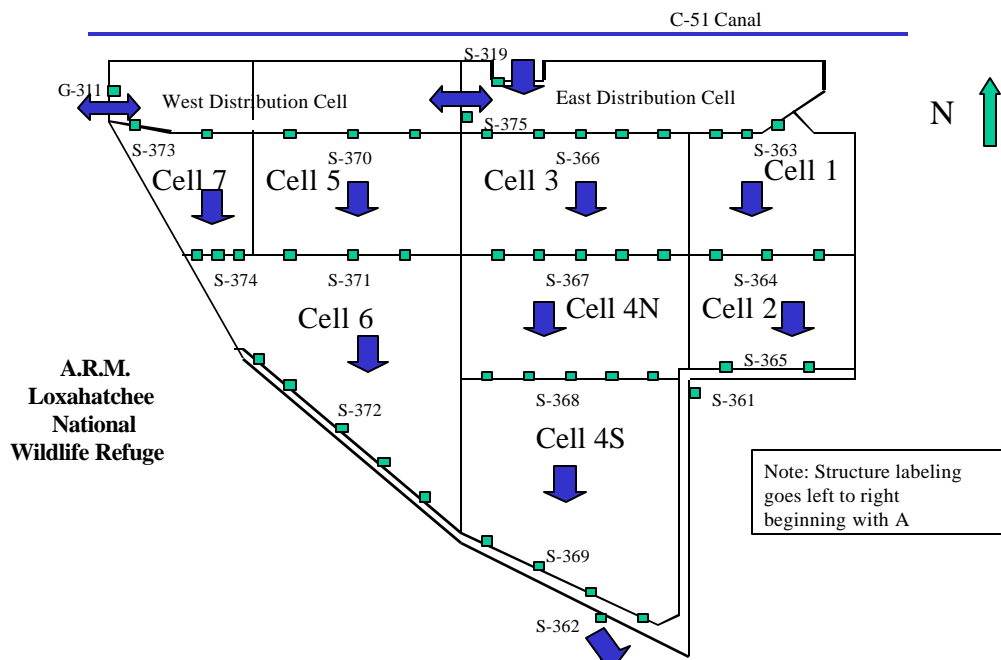 C-51 Canal
S-319
G-311
West Distribution Cell
East Distribution Cell
N
S-375
S-373
S-370
S-366
S-363
Cell 7
Cell 5
Cell 3
Cell 1
S-374
S-371
S-367
S-364
Cell 6
Cell 4N
Cell 2
S-365
A.R.M.
Loxahatchee
National
Wildlife Refuge
S-372
S-368
S-361
Cell 4S
Note: Structure labeling
goes left to right
beginning with A
S-369
S-362